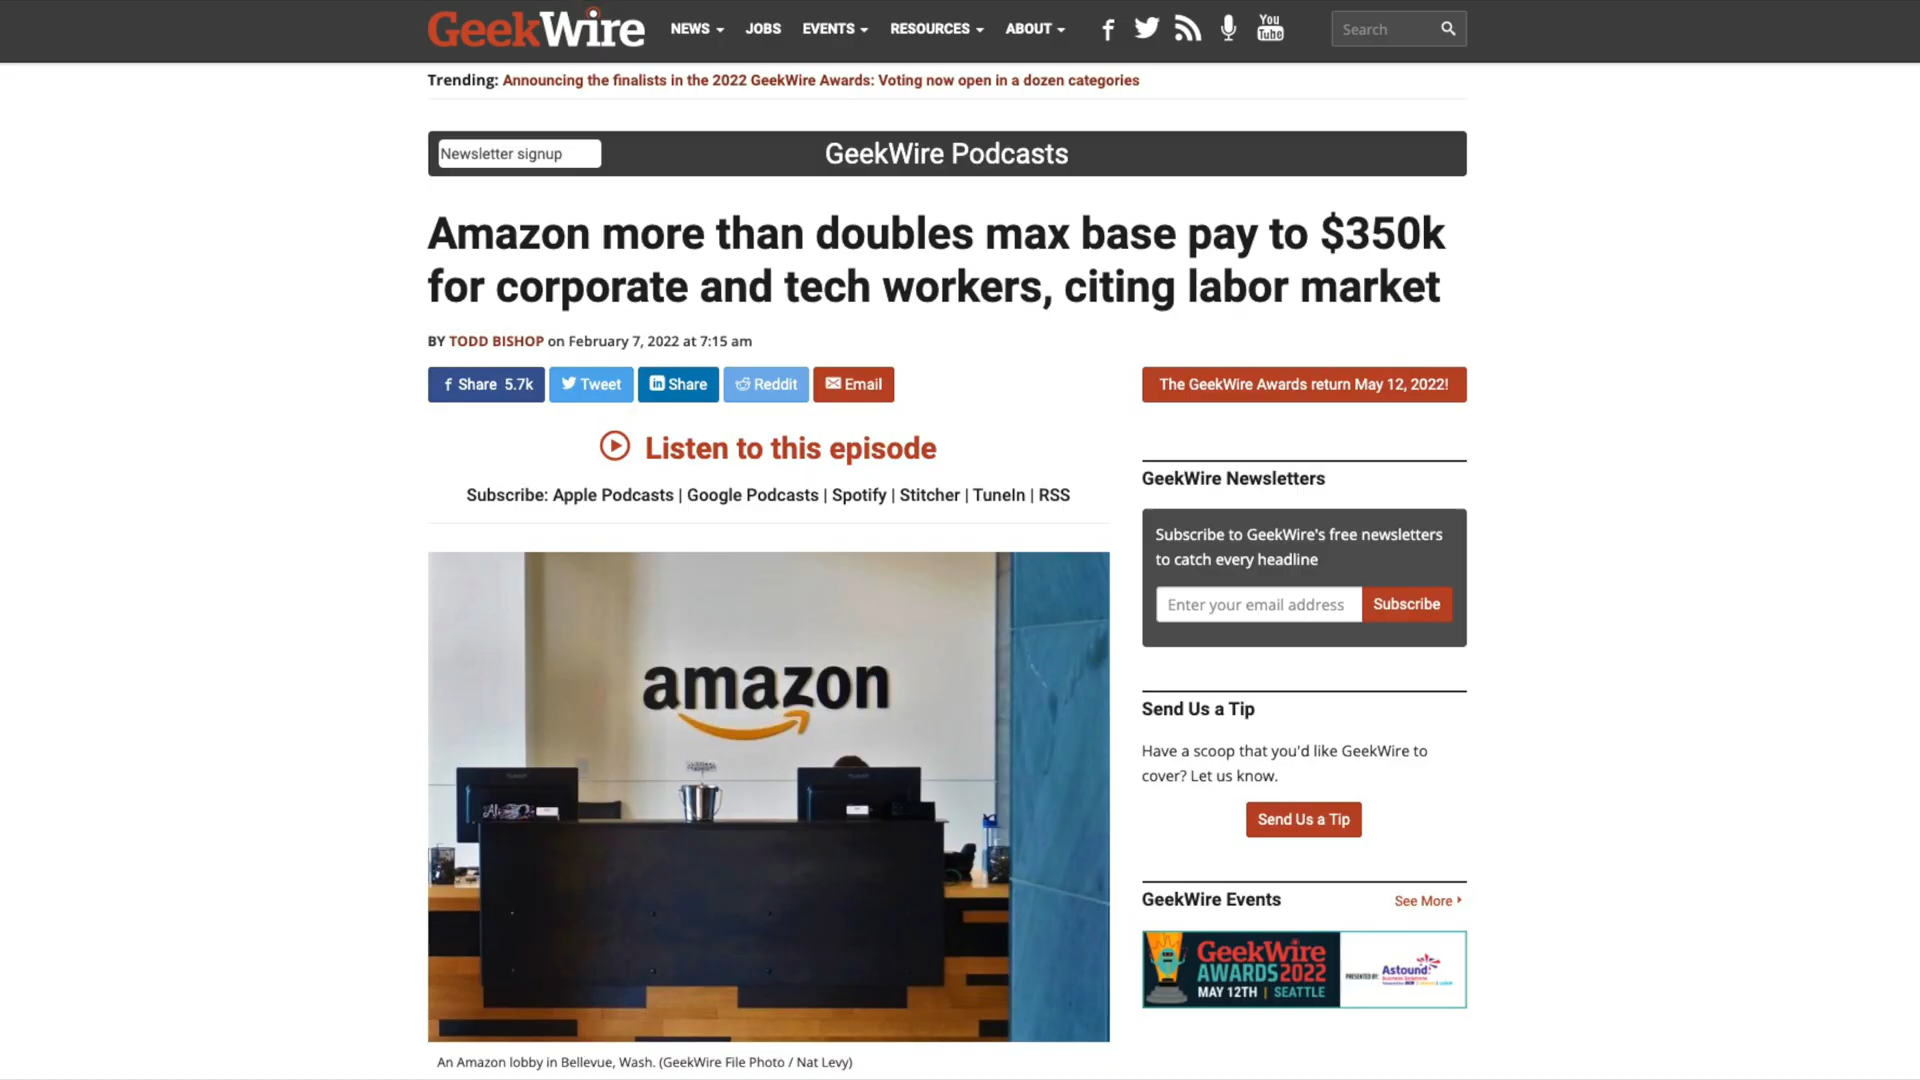 GeekWire NEWS JOBS EVENTS RESOURCES ABOUT You Tube Search
Trending: Announcing the finalists in the 2022 GeekWire Awards: Voting now open in a dozen categories
Newsletter signup GeekWire Podcasts
Amazon more than doubles max base pay to $350k
for corporate and tech workers, citing labor market
BY TODD BISHOP on February 7, 2022 at 7:15 am
Share 5.7k Tweet Share Reddit Email
The GeekWire Awards return May 12, 2022!
Listen to this episode
Subscribe: Apple Podcasts | Google Podcasts | Spotify | Stitcher | TuneIn | RSS
amazon
An Amazon lobby in Bellevue, Wash. (GeekWire File Photo / Nat Levy)
GeekWire Newsletters
Subscribe to GeekWire's free newsletters
to catch every headline
Enter your email address Subscribe
Send Us a Tip
Have a scoop that you'd like GeekWire to
cover? Let us know.
Send Us a Tip
GeekWire Events See More
GeekWire
AWARDS 2022
MAY 12TH | SEATTLE
PRESENTED BY: Astound